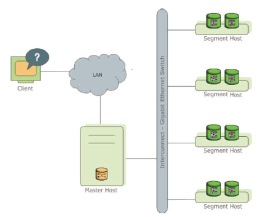 ?
LAN
Client
Master Host
Interconnect - Gigabit Ethernet Switch
Segment Host
Segment Host
Segment Host
Segment Host